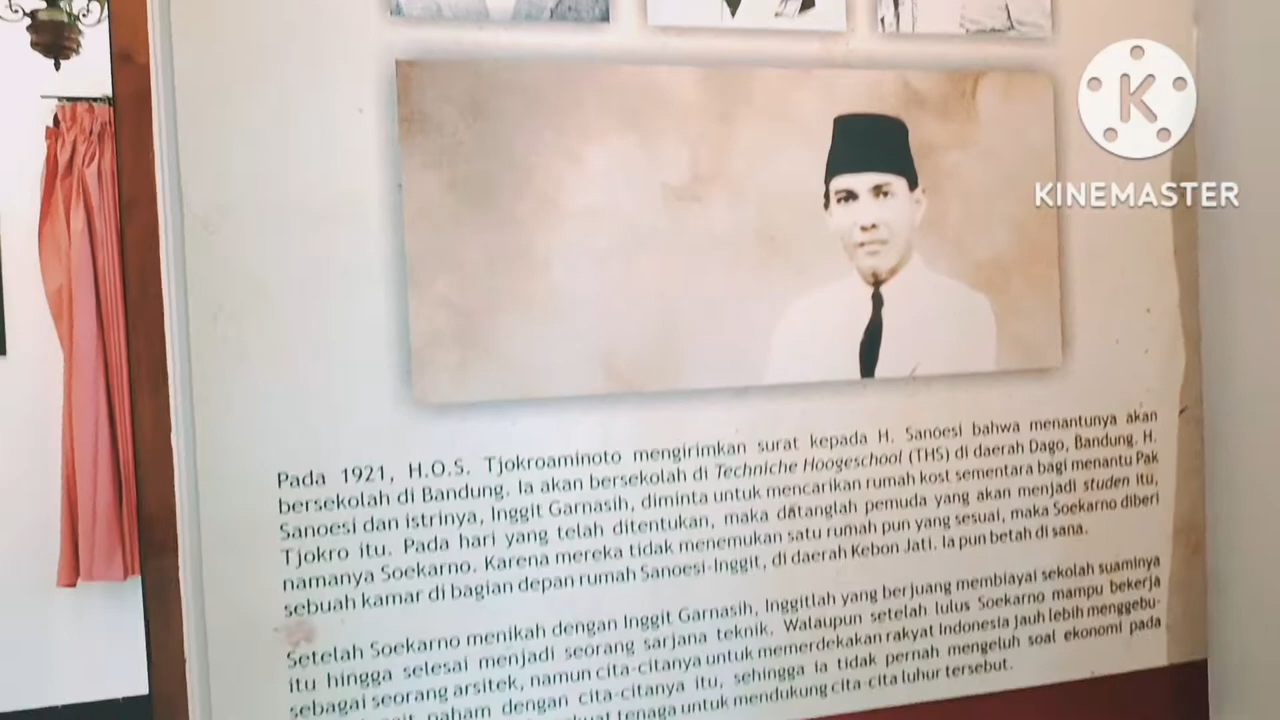 K
KINEMASTER
Pada 1921, H.O.S. Tjokroaminoto mengirimkan surat kepada H. Sanoesi bahwa menantunya akan
bersekolah di Bandung. Ia akan bersekolah di Techniche Hoogeschool (THS) di daerah Dago, Bandung. H.
Sanoesi dan istrinya, Inggit Garnasih, diminta untuk mencarikan rumah kost sementara bagi menantu Pak
Tjokro itu. Pada hari yang telah ditentukan, maka datanglah pemuda yang akan menjadi studen itu,
namanya Soekarno. Karena mereka tidak menemukan satu rumah pun yang sesuai, maka Soekarno diberi
sebuah kamar di bagian depan rumah Sanoesi-Inggit, di daerah Kebon Jati. Ia pun betah di sana.
Setelah Soekarno menikah dengan Inggit Garnasih, Inggitlah yang berjuang membiayai sekolah suaminya
itu hingga selesai menjadi seorang sarjana teknik. Walaupun setelah lulus Soekarno mampu bekerja
sebagai seorang arsitek, namun cita-citanya untuk memerdekakan rakyat Indonesia jauh lebih menggebu-
paham dengan cita-citanya itu, sehingga ia tidak pernah mengeluh soal ekonomi pada
tenaga untuk mendukung cita-cita luhur tersebut.